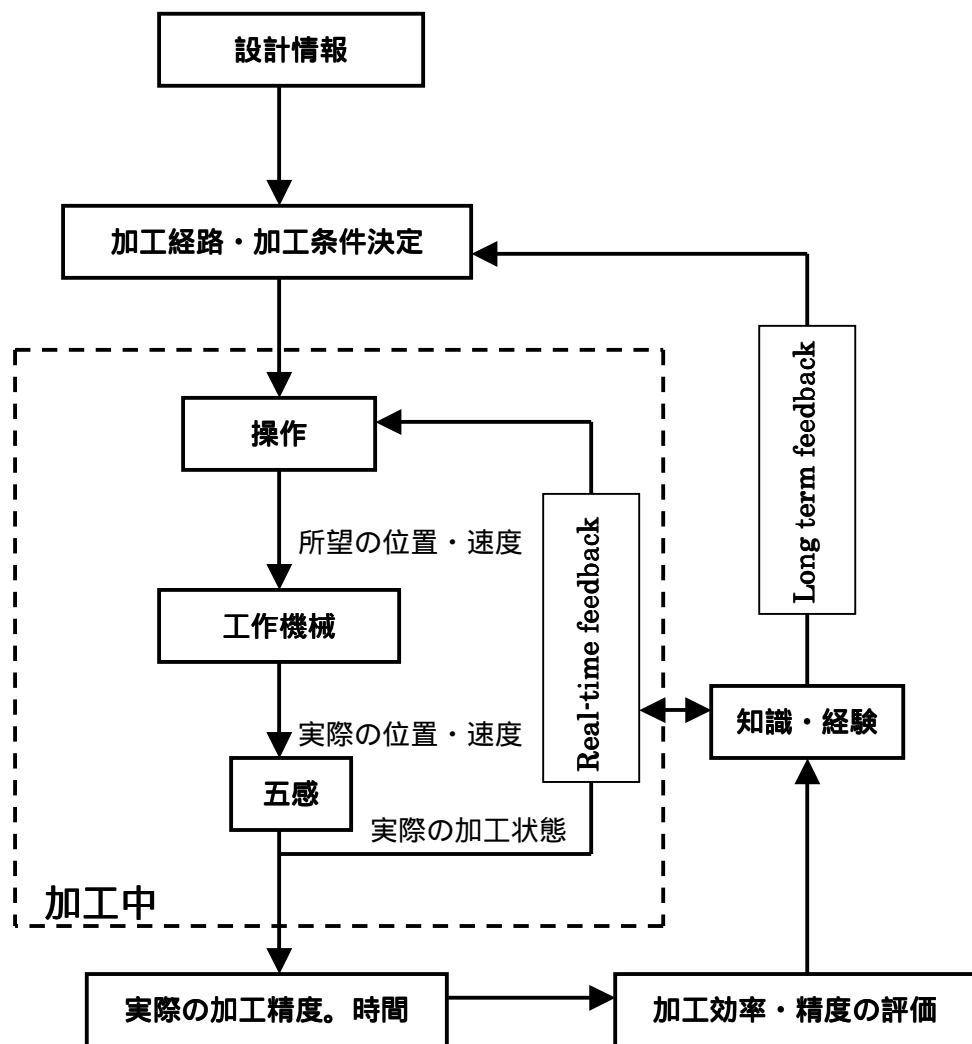 設計情報
加工経路・加工条件決定
操作
所望の位置・速度
工作機械
実際の位置・速度
五感
実際の加工状態
加工中
Real-time feedback
Long term feedback
知識・経験
実際の加工精度。時間
加工効率・精度の評価